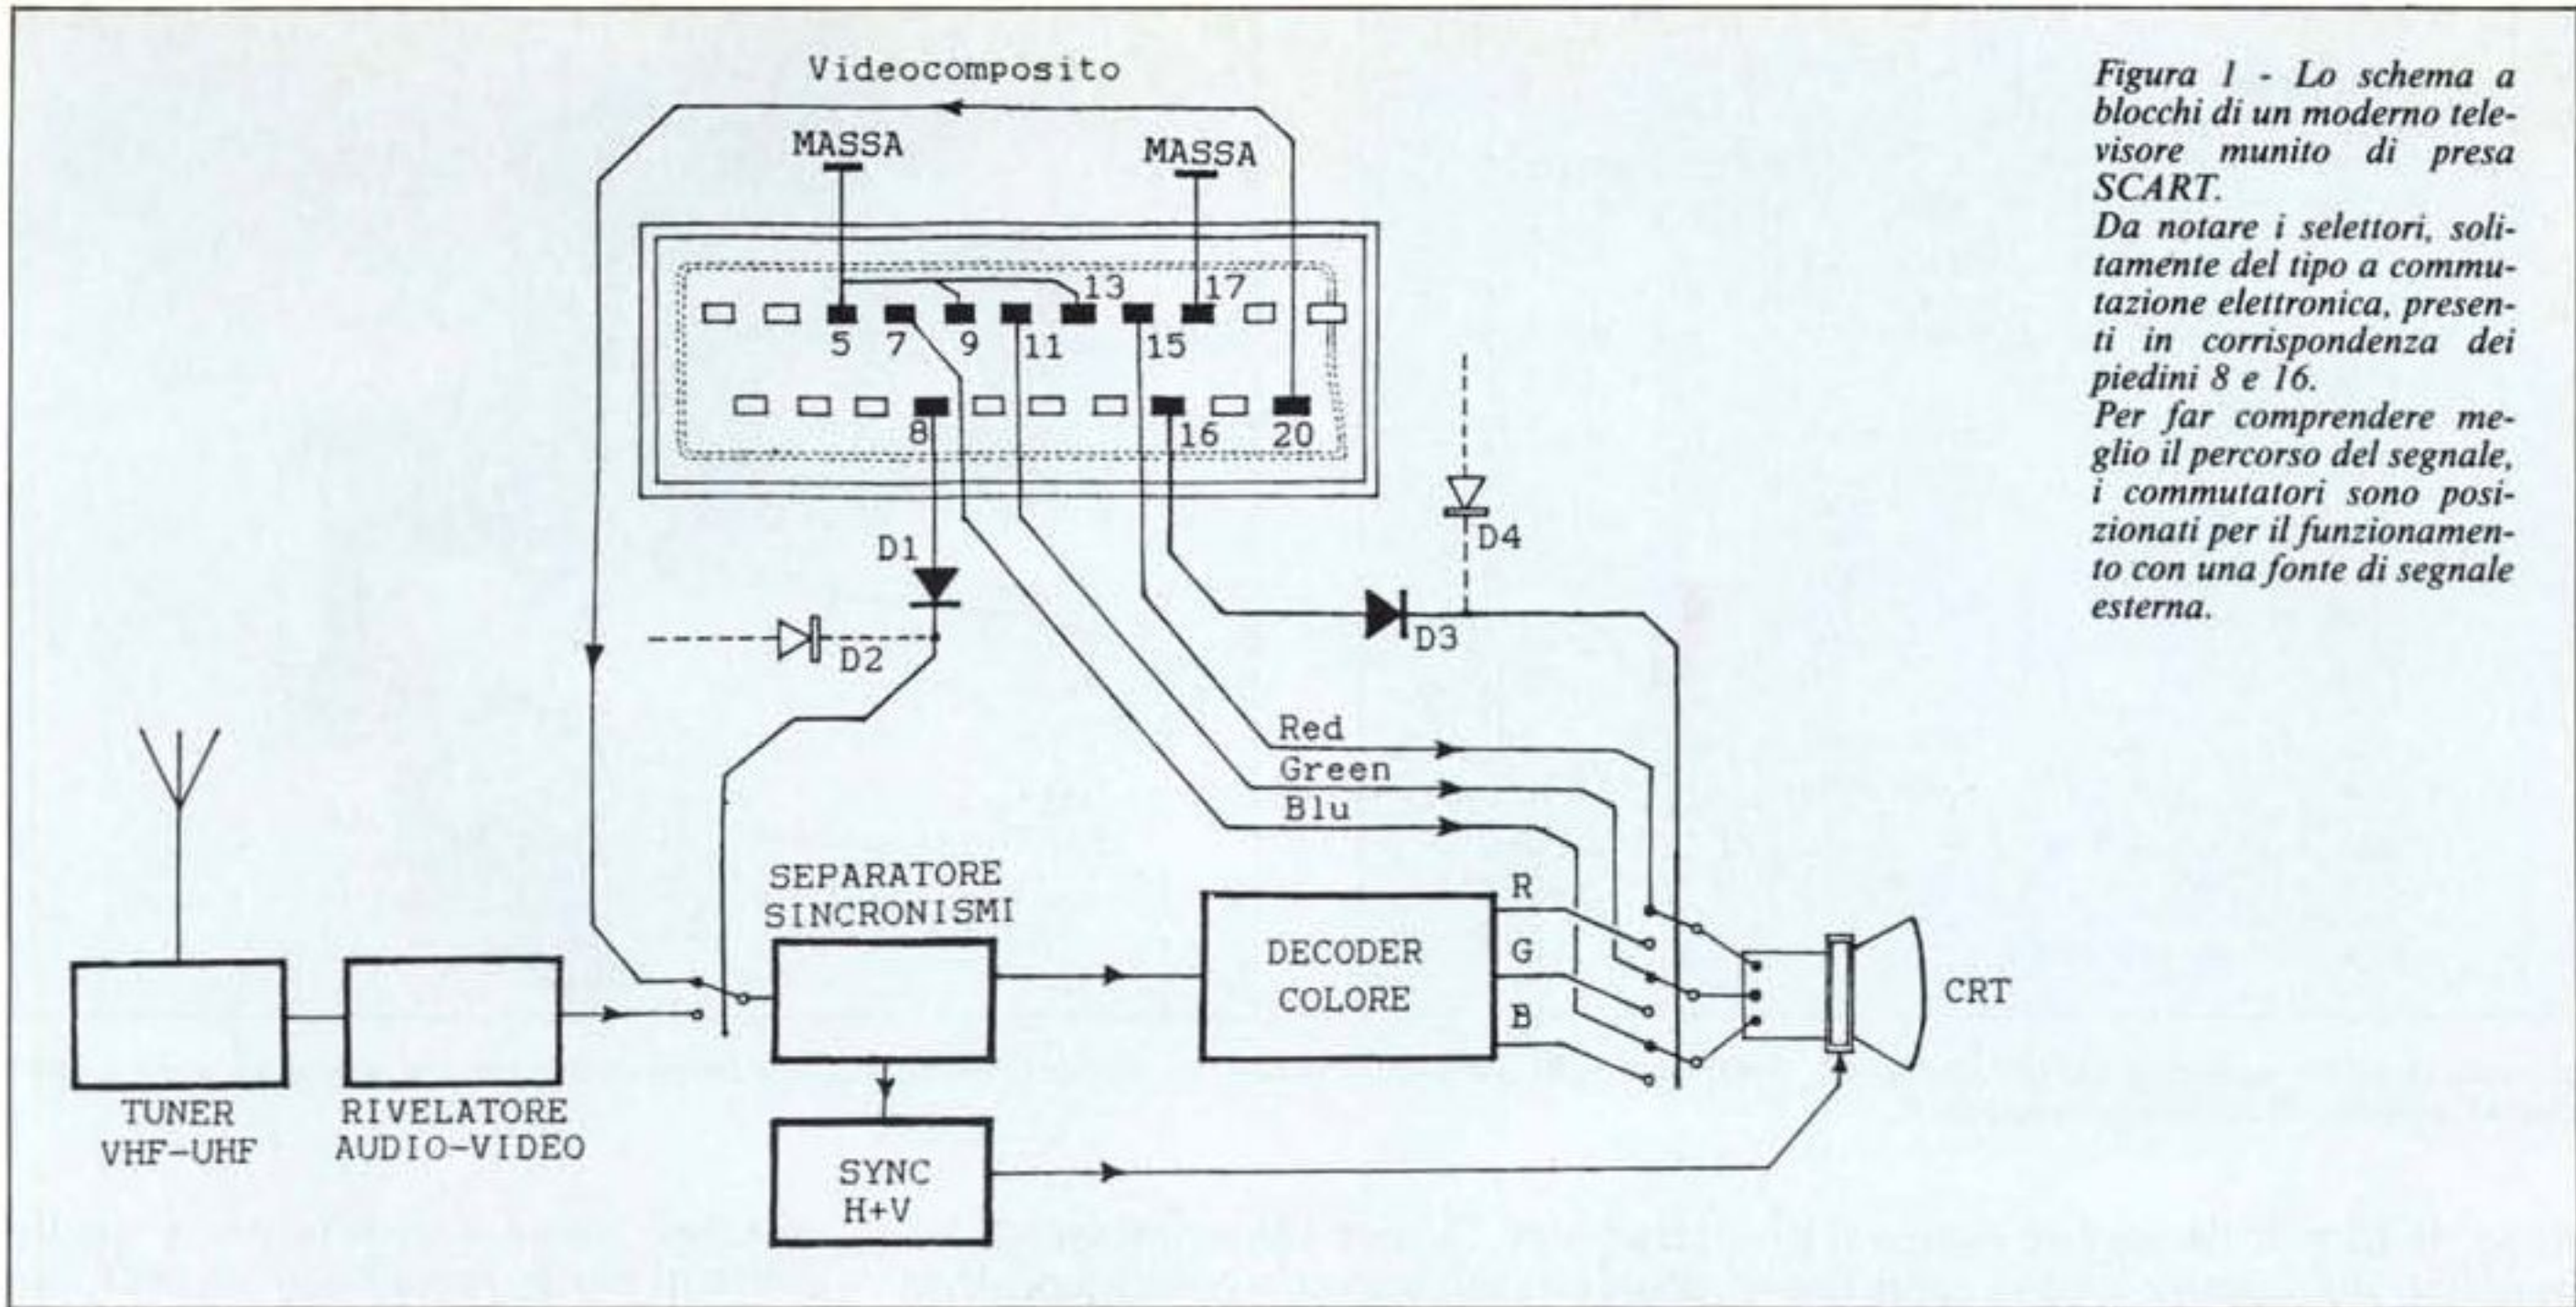 Videocomposito
MASSA
MASSA
13
17
5
7
9
11
15
8
16
20
D1
D2
D4
D3
Red
Green
Blu
SEPARATORE
SINCRONISMI
R
G
B
DECODER
COLORE
CRT
TUNER
VHF-UHF
RIVELATORE
AUDIO-VIDEO
SYNC
H+V
Figura 1 - Lo schema a
blocchi di un moderno tele-
visore munito di presa
SCART.
Da notare i selettori, soli-
tamente del tipo a commu-
tazione elettronica, presen-
ti in corrispondenza dei
piedini 8 e 16.
Per far comprendere me-
glio il percorso del segnale,
i commutatori sono posi-
zionati per il funzionamen-
to con una fonte di segnale
esterna.